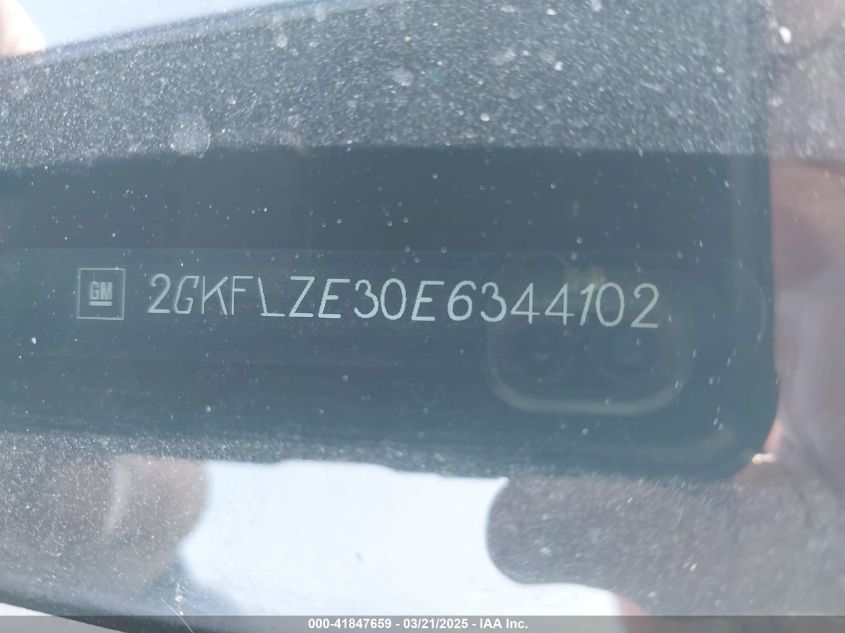 GM 2GKFLZE30E6344102
000-41847659 - 03/21/2025 - IAA Inc.